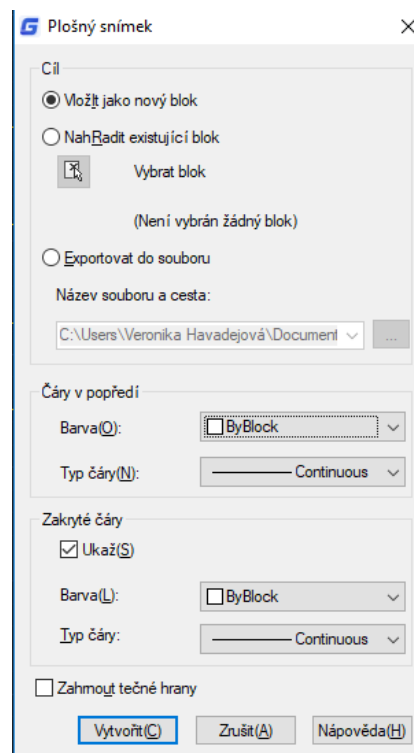 Plošný snímek
Cíl
VložIt jako nový blok
NahRadit existující blok
Vybrat blok
(Není vybrán žádný blok)
Exportovat do souboru
Název souboru a cesta:
C:\Users\Veronika Havadejová\Document ...
Čáry v popředí
Barva(O): ByBlock
Typ čáry(N): Continuous
Zakryté čáry
Ukaž(S)
Barva(L): ByBlock
Typ čáry: Continuous
Zahrnout tečné hrany
Vytvořit(C) Zrušit(A) Nápověda(H)